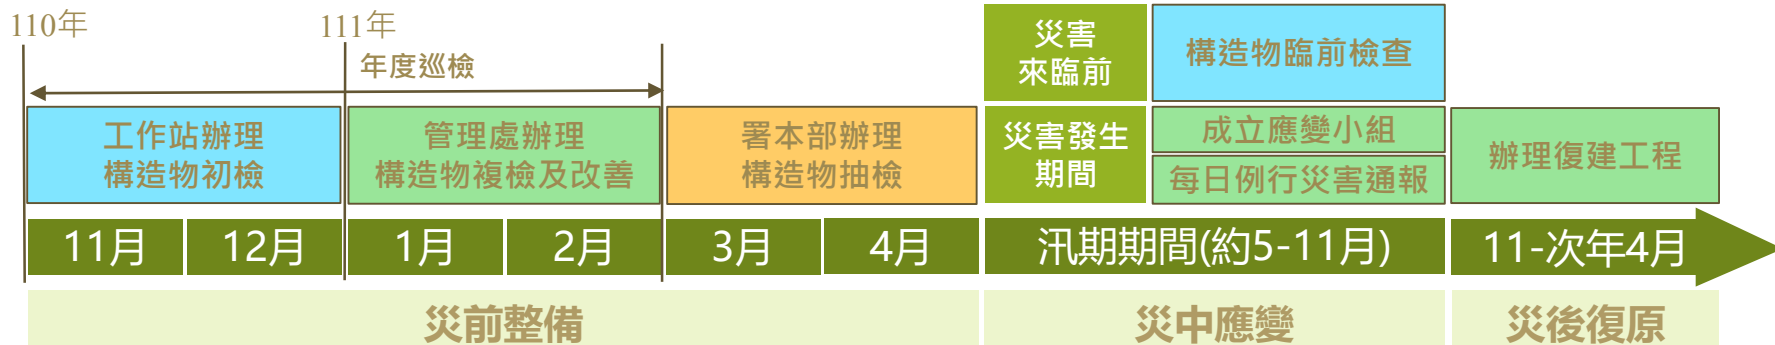 110年
111年
年度巡檢
工作站辦理
構造物初檢
管理處辦理
構造物複檢及改善
署本部辦理
構造物抽檢
災害
來臨前
構造物臨前檢查
災害發生
期間
成立應變小組
每日例行災害通報
辦理復建工程
11月
12月
1月
2月
3月
4月
汛期期間(約5-11月)
11-次年4月
災前整備
災中應變
災後復原